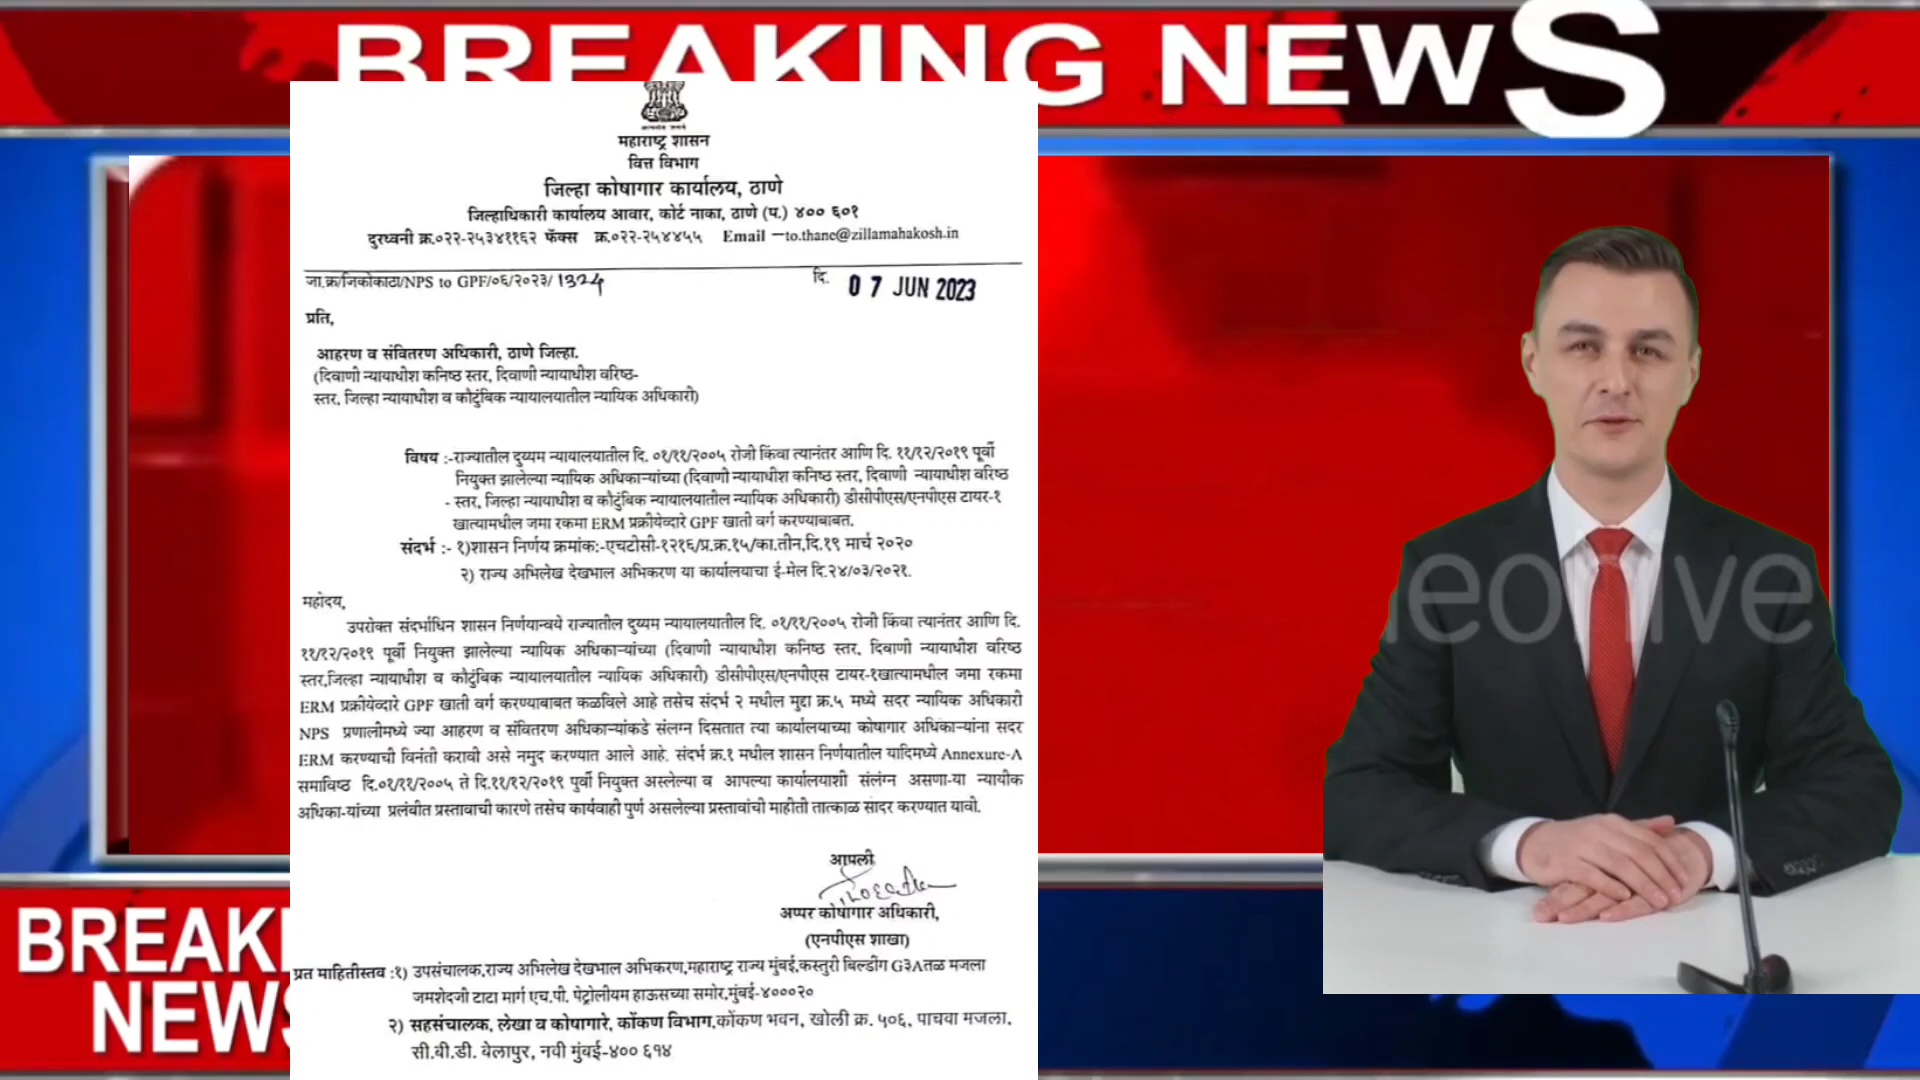 BREAKING NEWS
महाराष्ट्र शासन
वित्त विभाग
जिल्हा कोषागार कार्यालय, ठाणे
जिल्हाधिकारी कार्यालय आवार, कोर्ट नाका, ठाणे (प.) ४०० ६०१
दुरध्वनी क्र.०२२-२५३४११६२ फॅक्स क्र.०२२-२५४४५५ Email –to.thane@zillamahakosh.in
जा.क्र/जिकोकाठा/NPS to GPF/०६/२०२३/ 1324 दि. 07 JUN 2023
प्रति,
आहरण व संवितरण अधिकारी, ठाणे जिल्हा.
(दिवाणी न्यायाधीश कनिष्ठ स्तर, दिवाणी न्यायाधीश वरिष्ठ-
स्तर, जिल्हा न्यायाधीश व कौटुंबिक न्यायालयातील न्यायिक अधिकारी)
विषय :-राज्यातील दुय्यम न्यायालयातील दि. ०१/११/२००५ रोजी किंवा त्यानंतर आणि दि. ११/१२/२०१९ पूर्वी
नियुक्त झालेल्या न्यायिक अधिकाऱ्यांच्या (दिवाणी न्यायाधीश कनिष्ठ स्तर, दिवाणी न्यायाधीश वरिष्ठ
- स्तर, जिल्हा न्यायाधीश व कौटुंबिक न्यायालयातील न्यायिक अधिकारी) डीसीपीएस/एनपीएस टायर-१
खात्यामधील जमा रकमा ERM प्रक्रीयेव्दारे GPF खाती वर्ग करण्याबाबत.
संदर्भ :- १)शासन निर्णय क्रमांक:-एचटीसी-१२१६/प्र.क्र.१५/का.तीन,दि.१९ मार्च २०२०
२) राज्य अभिलेख देखभाल अभिकरण या कार्यालयाचा ई-मेल दि.२४/०३/२०२१.
महोदय,
उपरोक्त संदर्भाधिन शासन निर्णयान्वये राज्यातील दुय्यम न्यायालयातील दि. ०१/११/२००५ रोजी किंवा त्यानंतर आणि दि.
११/१२/२०१९ पूर्वी नियुक्त झालेल्या न्यायिक अधिकाऱ्यांच्या (दिवाणी न्यायाधीश कनिष्ठ स्तर, दिवाणी न्यायाधीश वरिष्ठ
स्तर,जिल्हा न्यायाधीश व कौटुंबिक न्यायालयातील न्यायिक अधिकारी) डीसीपीएस/एनपीएस टायर-१खात्यामधील जमा रकमा
ERM प्रक्रीयेव्दारे GPF खाती वर्ग करण्याबाबत कळविले आहे तसेच संदर्भ २ मधील मुद्दा क्र.५ मध्ये सदर न्यायिक अधिकारी
NPS प्रणालीमध्ये ज्या आहरण व संवितरण अधिकाऱ्यांकडे संलग्न दिसतात त्या कार्यालयाच्या कोषागार अधिकाऱ्यांना सदर
ERM करण्याची विनंती करावी असे नमुद करण्यात आले आहे. संदर्भ क्र.१ मधील शासन निर्णयातील यादिमध्ये Annexure-A
समाविष्ठ दि.०१/११/२००५ ते दि.११/१२/२०१९ पुर्वी नियुक्त असलेल्या व आपल्या कार्यालयाशी संलंग्न असणा-या न्यायीक
अधिका-यांच्या प्रलंबीत प्रस्तावाची कारणे तसेच कार्यवाही पुर्ण असलेल्या प्रस्तावांची माहीती तात्काळ सादर करण्यात यावी.
आपली
अप्पर कोषागार अधिकारी,
(एनपीएस शाखा)
प्रत माहितीस्तव :१) उपसंचालक,राज्य अभिलेख देखभाल अभिकरण,महाराष्ट्र राज्य मुंबई,कस्तुरी बिल्डींग G३Aतळ मजला
जमशेदजी टाटा मार्ग एच.पी. पेट्रोलीयम हाऊसच्या समोर,मुंबई-४०००२०
२) सहसंचालक, लेखा व कोषागारे, कोंकण विभाग,कोंकण भवन, खोली क्र. ५०६, पाचवा मजला,
सी.वी.डी. वेलापुर, नवी मुंबई-४०० ६१४
BREAKI
NEWS